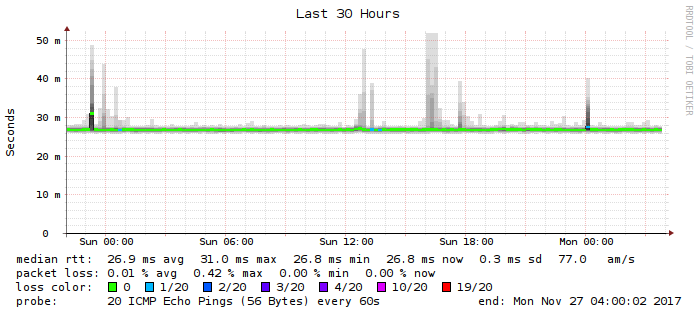 Last 30 Hours
RRDTOOL / TOBI OETIKER
Seconds
50 m
40 m
30 m
20 m
10 m
0
Sun 00:00 Sun 06:00 Sun 12:00 Sun 18:00 Mon 00:00
median rtt: 26.9 ms avg 31.0 ms max 26.8 ms min 26.8 ms now 0.3 ms sd 77.0 am/s
packet loss: 0.01 % avg 0.42 % max 0.00 % min 0.00 % now
loss color: 0 1/20 2/20 3/20 4/20 10/20 19/20
probe: 20 ICMP Echo Pings (56 Bytes) every 60s end: Mon Nov 27 04:00:02 2017